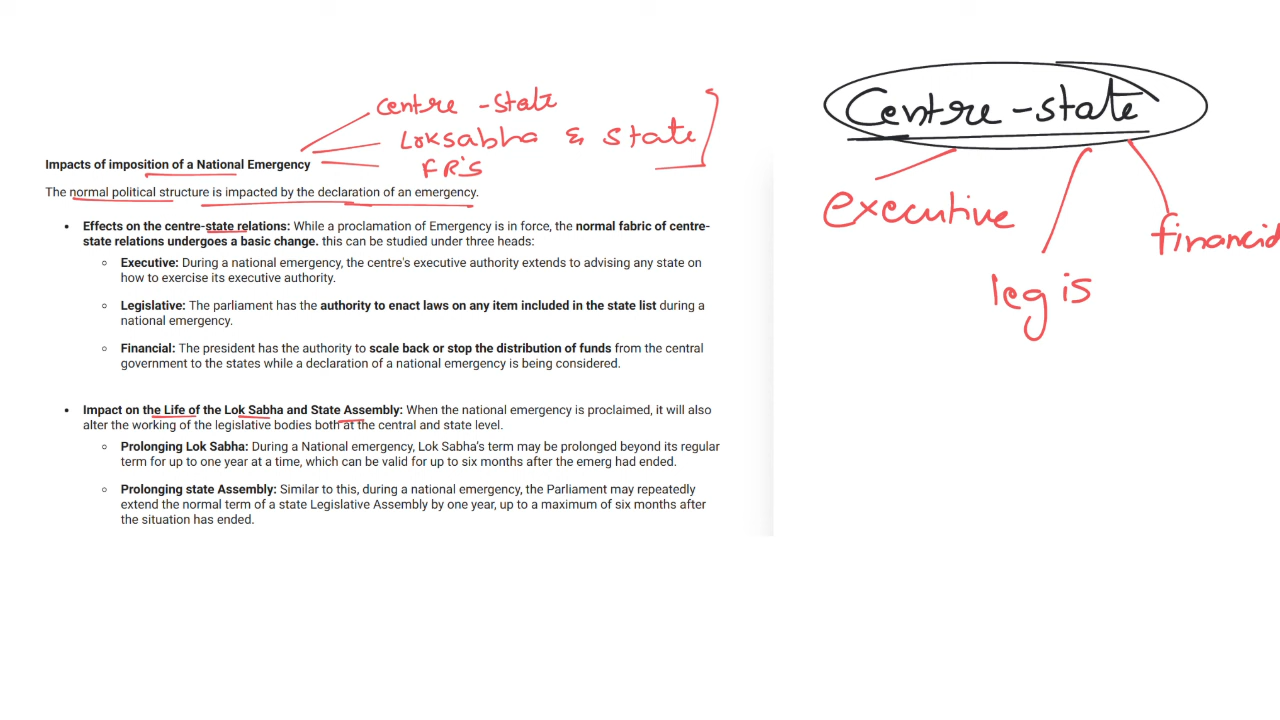 Centre - State
Loksabha & State
FR'S
Impacts of imposition of a National Emergency
The normal political structure is impacted by the declaration of an emergency.
• Effects on the centre-state relations: While a proclamation of Emergency is in force, the normal fabric of centre-
state relations undergoes a basic change. this can be studied under three heads:
○ Executive: During a national emergency, the centre's executive authority extends to advising any state on
how to exercise its executive authority.
○ Legislative: The parliament has the authority to enact laws on any item included in the state list during a
national emergency.
○ Financial: The president has the authority to scale back or stop the distribution of funds from the central
government to the states while a declaration of a national emergency is being considered.
• Impact on the Life of the Lok Sabha and State Assembly: When the national emergency is proclaimed, it will also
alter the working of the legislative bodies both at the central and state level.
○ Prolonging Lok Sabha: During a National emergency, Lok Sabha's term may be prolonged beyond its regular
term for up to one year at a time, which can be valid for up to six months after the emerg had ended.
○ Prolonging state Assembly: Similar to this, during a national emergency, the Parliament may repeatedly
extend the normal term of a state Legislative Assembly by one year, up to a maximum of six months after
the situation has ended.
Centre - state
executive
financial
legis